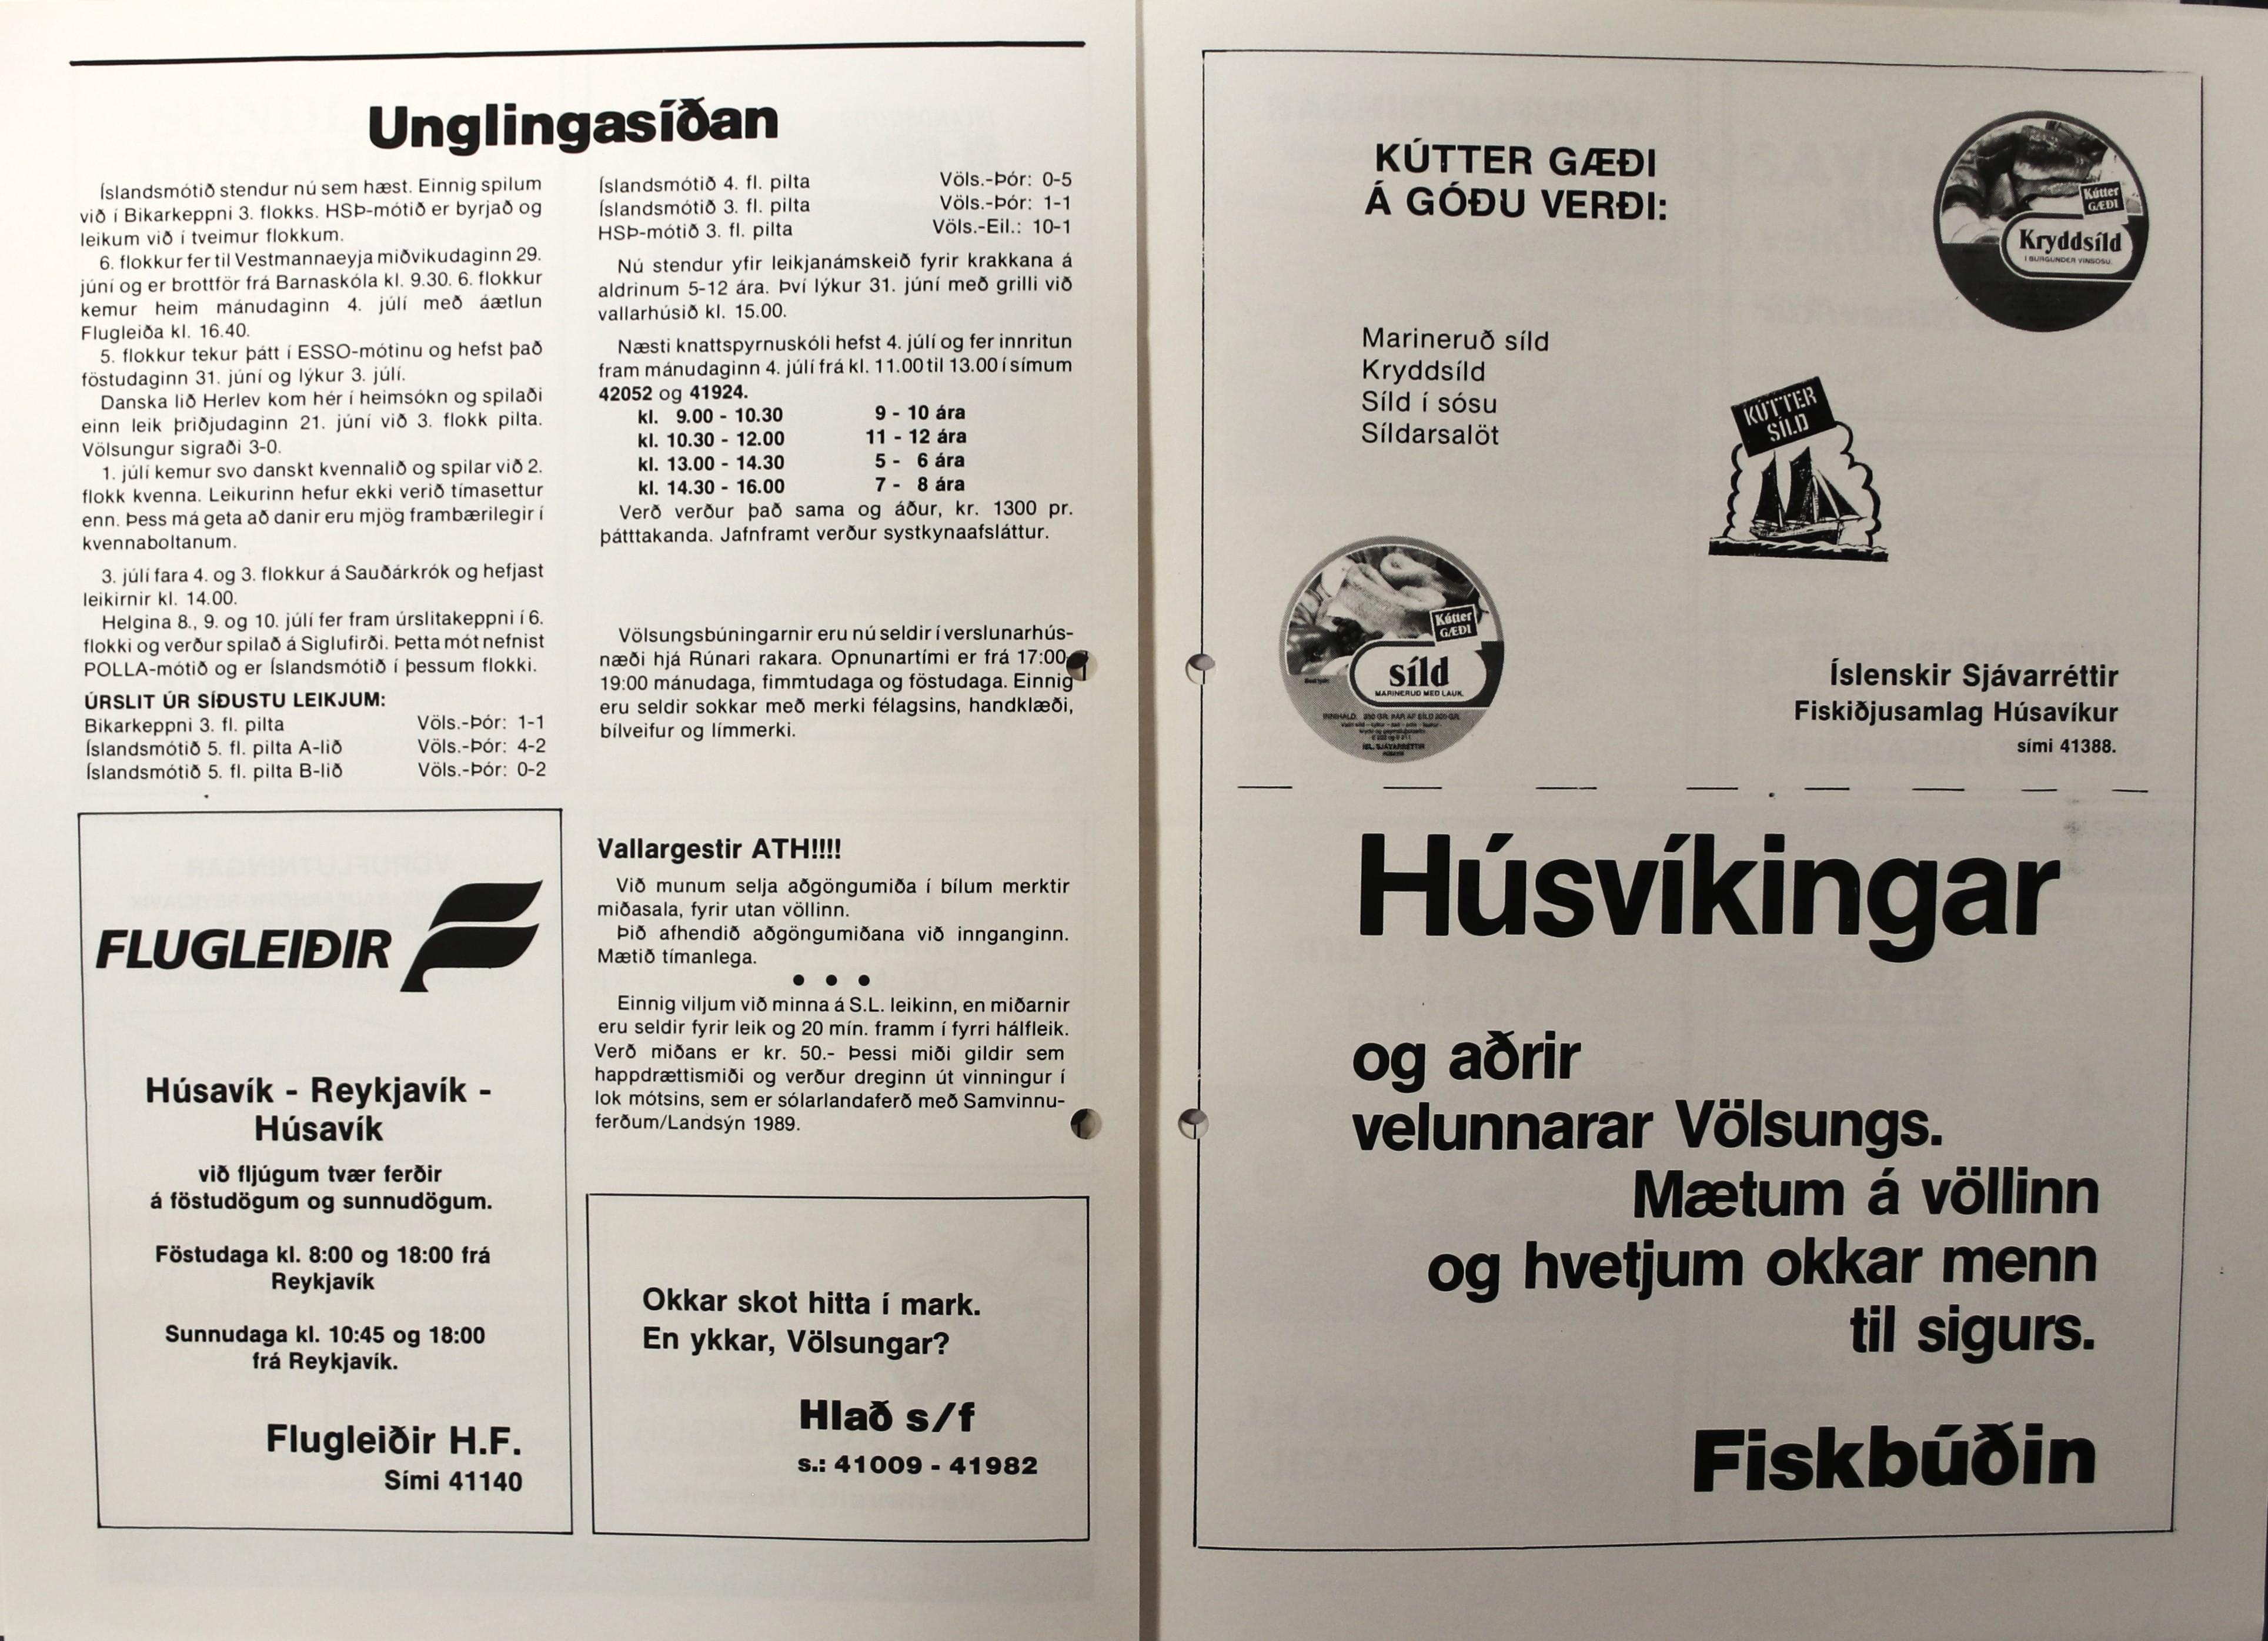 Unglingasíðan
Íslandsmótið stendur nú sem hæst. Einnig spilum
við í Bikarkeppni 3. flokks. HSÞ-mótið er byrjað og
leikum við í tveimur flokkum.
6. flokkur fer til Vestmannaeyja miðvikudaginn 29.
júní og er brottför frá Barnaskóla kl. 9.30. 6. flokkur
kemur heim mánudaginn 4. júlí með áætlun
Flugleiða kl. 16.40.
5. flokkur tekur þátt í ESSO-mótinu og hefst það
föstudaginn 31. júní og lýkur 3. júlí.
Danska lið Herlev kom hér í heimsókn og spilaði
einn leik þriðjudaginn 21. júní við 3. flokk pilta.
Völsungur sigraði 3-0.
1. júlí kemur svo danskt kvennalið og spilar við 2.
flokk kvenna. Leikurinn hefur ekki verið tímasettur
enn. Þess má geta að danir eru mjög frambærilegir í
kvennaboltanum.
3. júlí fara 4. og 3. flokkur á Sauðárkrók og hefjast
leikirnir kl. 14.00.
Helgina 8., 9. og 10. júlí fer fram úrslitakeppni í 6.
flokki og verður spilað á Siglufirði. Þetta mót nefnist
POLLA-mótið og er Íslandsmótið í þessum flokki.
ÚRSLIT ÚR SÍÐUSTU LEIKJUM:
Bikarkeppni 3. fl. pilta Völs.-Þór: 1-1
Íslandsmótið 5. fl. pilta A-lið Völs.-Þór: 4-2
Íslandsmótið 5. fl. pilta B-lið Völs.-Þór: 0-2
Íslandsmótið 4. fl. pilta Völs.-Þór: 0-5
Íslandsmótið 3. fl. pilta Völs.-Þór: 1-1
HSÞ-mótið 3. fl. pilta Völs.-Eil.: 10-1
Nú stendur yfir leikjanámskeið fyrir krakkana á
aldrinum 5-12 ára. Því lýkur 31. júní með grilli við
vallarhúsið kl. 15.00.
Næsti knattspyrnuskóli hefst 4. júlí og fer innritun
fram mánudaginn 4. júlí frá kl. 11.00 til 13.00 í símum
42052 og 41924.
kl. 9.00 - 10.30 9 - 10 ára
kl. 10.30 - 12.00 11 - 12 ára
kl. 13.00 - 14.30 5 - 6 ára
kl. 14.30 - 16.00 7 - 8 ára
Verð verður það sama og áður, kr. 1300 pr.
þátttakanda. Jafnframt verður systkynaafsláttur.
Völsungsbúningarnir eru nú seldir í verslunarhús-
næði hjá Rúnari rakara. Opnunartími er frá 17:00-
19:00 mánudaga, fimmtudaga og föstudaga. Einnig
eru seldir sokkar með merki félagsins, handklæði,
bílveifur og límmerki.
Vallargestir ATH!!!!
Við munum selja aðgöngumiða í bílum merktir
miðasala, fyrir utan völlinn.
Þið afhendið aðgöngumiðana við innganginn.
Mætið tímanlega.
• • •
Einnig viljum við minna á S.L. leikinn, en miðarnir
eru seldir fyrir leik og 20 mín. framm í fyrri hálfleik.
Verð miðans er kr. 50.- Þessi miði gildir sem
happdrættismiði og verður dreginn út vinningur í
lok mótsins, sem er sólarlandaferð með Samvinnu-
ferðum/Landsýn 1989.
FLUGLEIÐIR
Húsavík - Reykjavík -
Húsavík
við fljúgum tvær ferðir
á föstudögum og sunnudögum.
Föstudaga kl. 8:00 og 18:00 frá
Reykjavík
Sunnudaga kl. 10:45 og 18:00
frá Reykjavík.
Flugleiðir H.F.
Sími 41140
Okkar skot hitta í mark.
En ykkar, Völsungar?
Hlað s/f
s.: 41009 - 41982
KÚTTER GÆÐI
Á GÓÐU VERÐI:
Kútter
GÆÐI
Kryddsíld
Í BURGUNDER VÍNSÓSU.
Marineruð síld
Kryddsíld
Síld í sósu
Síldarsalöt
KÚTTER
SÍLD
Kútter
GÆÐI
síld
MARINERUÐ MEÐ LAUK.
Íslenskir Sjávarréttir
Fiskiðjusamlag Húsavíkur
sími 41388.
Húsvíkingar
og aðrir
velunnarar Völsungs.
Mætum á völlinn
og hvetjum okkar menn
til sigurs.
Fiskbúðin